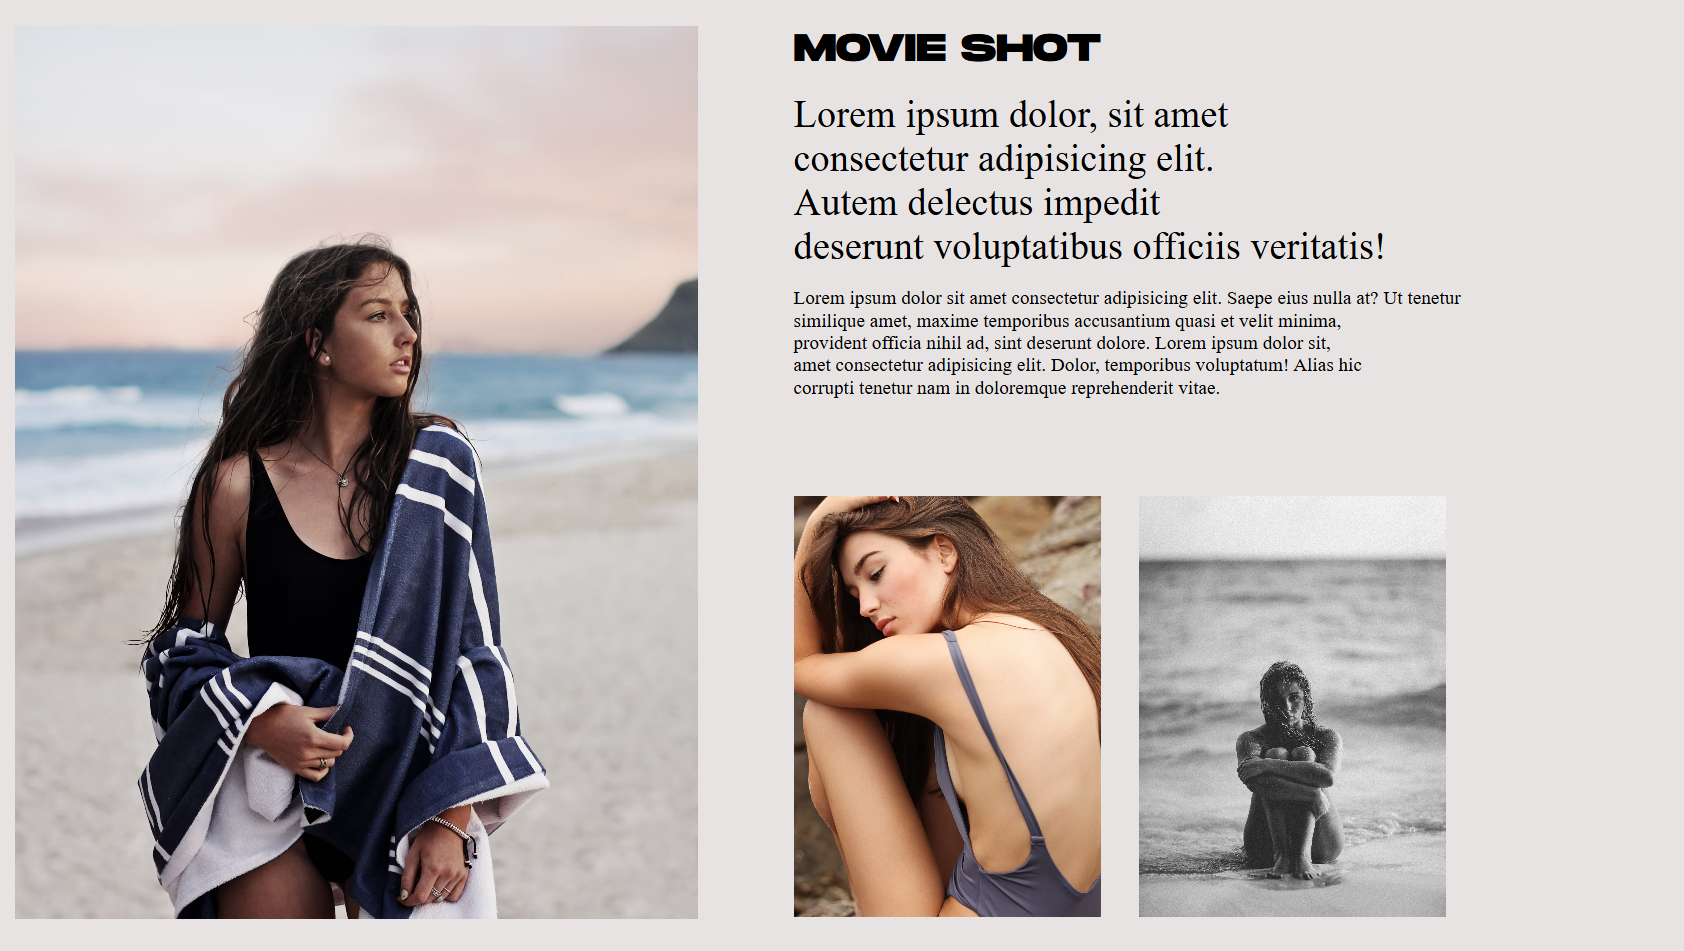 MOVIE SHOT
Lorem ipsum dolor, sit amet
consectetur adipisicing elit.
Autem delectus impedit
deserunt voluptatibus officiis veritatis!
Lorem ipsum dolor sit amet consectetur adipisicing elit. Saepe eius nulla at? Ut tenetur
similique amet, maxime temporibus accusantium quasi et velit minima,
provident officia nihil ad, sint deserunt dolore. Lorem ipsum dolor sit,
amet consectetur adipisicing elit. Dolor, temporibus voluptatum! Alias hic
corrupti tenetur nam in doloremque reprehenderit vitae.